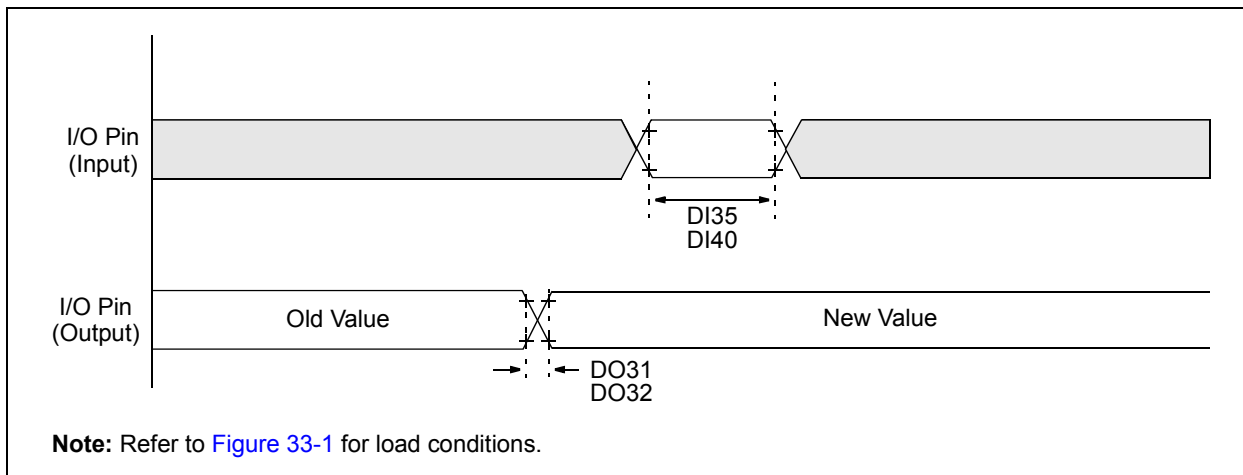 I/O Pin
(Input)
DI35
DI40
I/O Pin
(Output)
Old Value
New Value
DO31
DO32
Note: Refer to Figure 33-1 for load conditions.